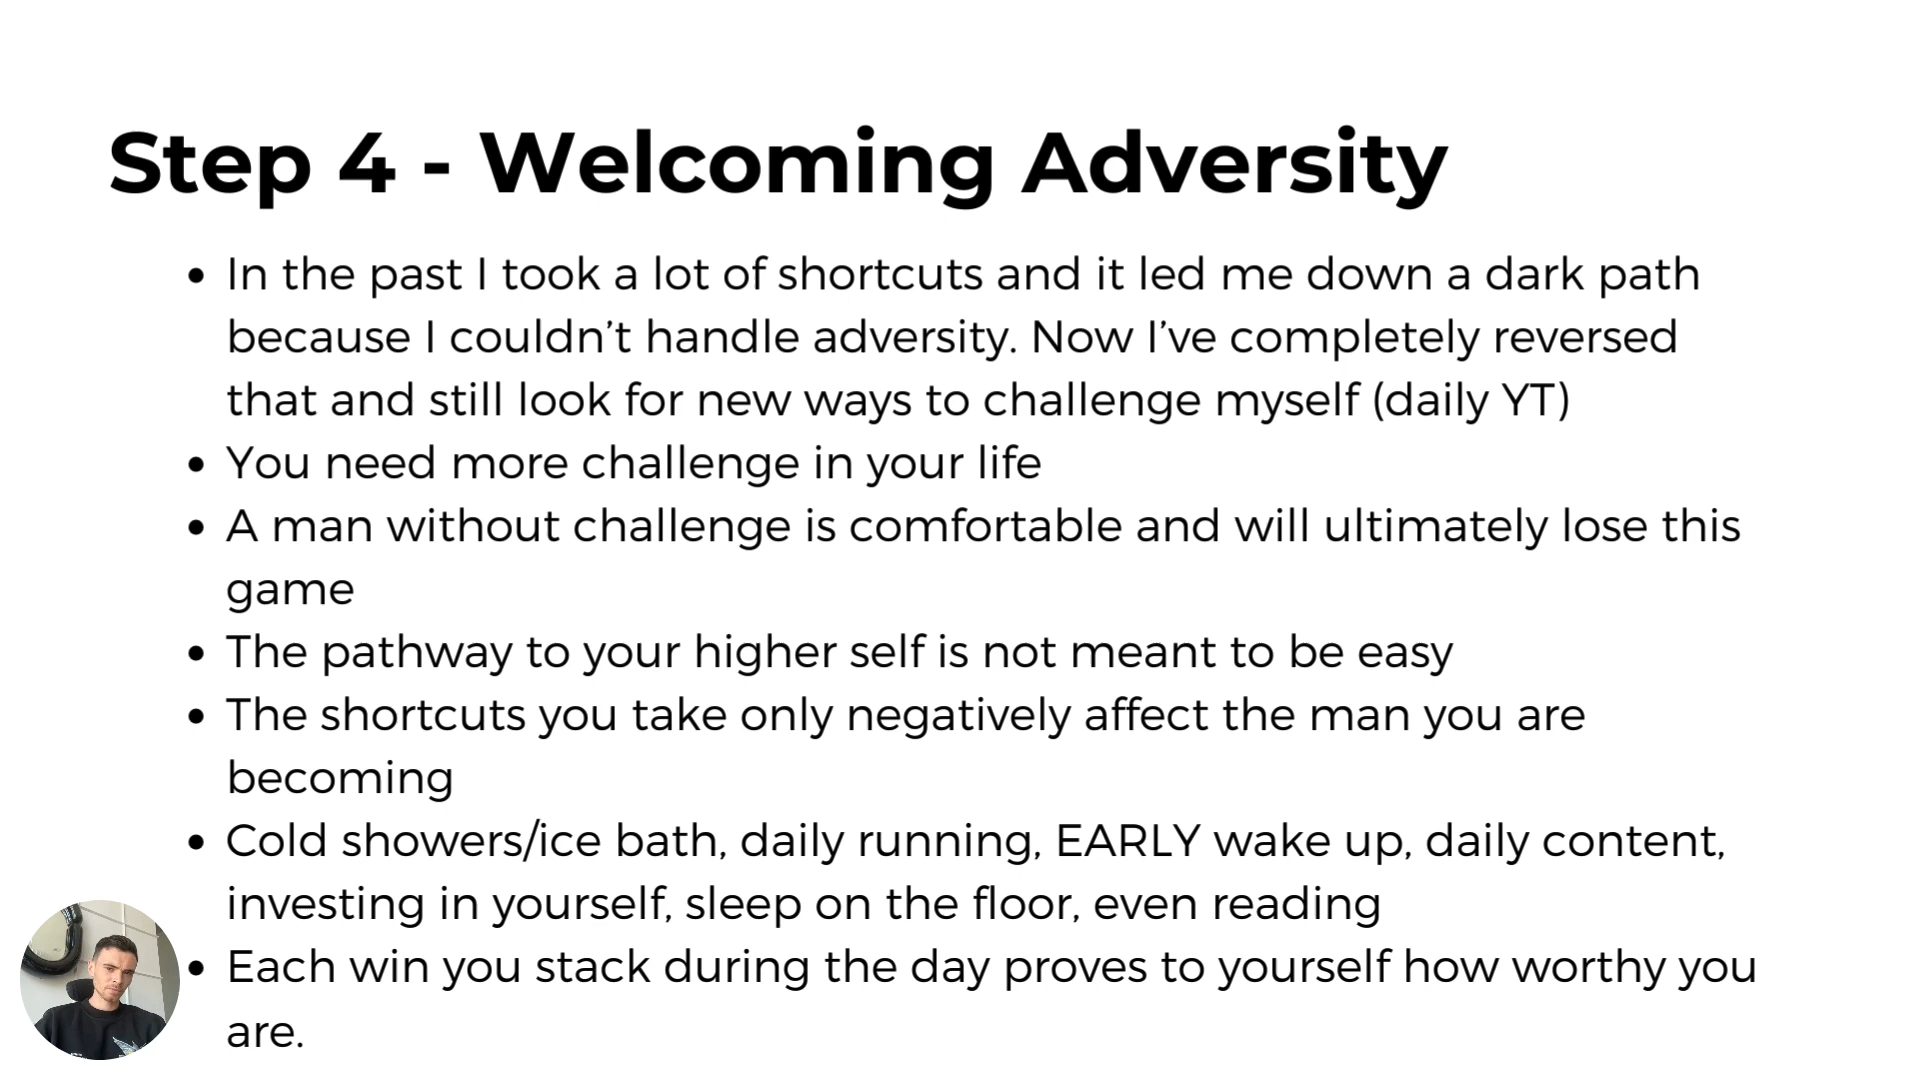 Step 4 - Welcoming Adversity
• In the past I took a lot of shortcuts and it led me down a dark path
because I couldn’t handle adversity. Now I’ve completely reversed
that and still look for new ways to challenge myself (daily YT)
• You need more challenge in your life
• A man without challenge is comfortable and will ultimately lose this
game
• The pathway to your higher self is not meant to be easy
• The shortcuts you take only negatively affect the man you are
becoming
• Cold showers/ice bath, daily running, EARLY wake up, daily content,
investing in yourself, sleep on the floor, even reading
• Each win you stack during the day proves to yourself how worthy you
are.